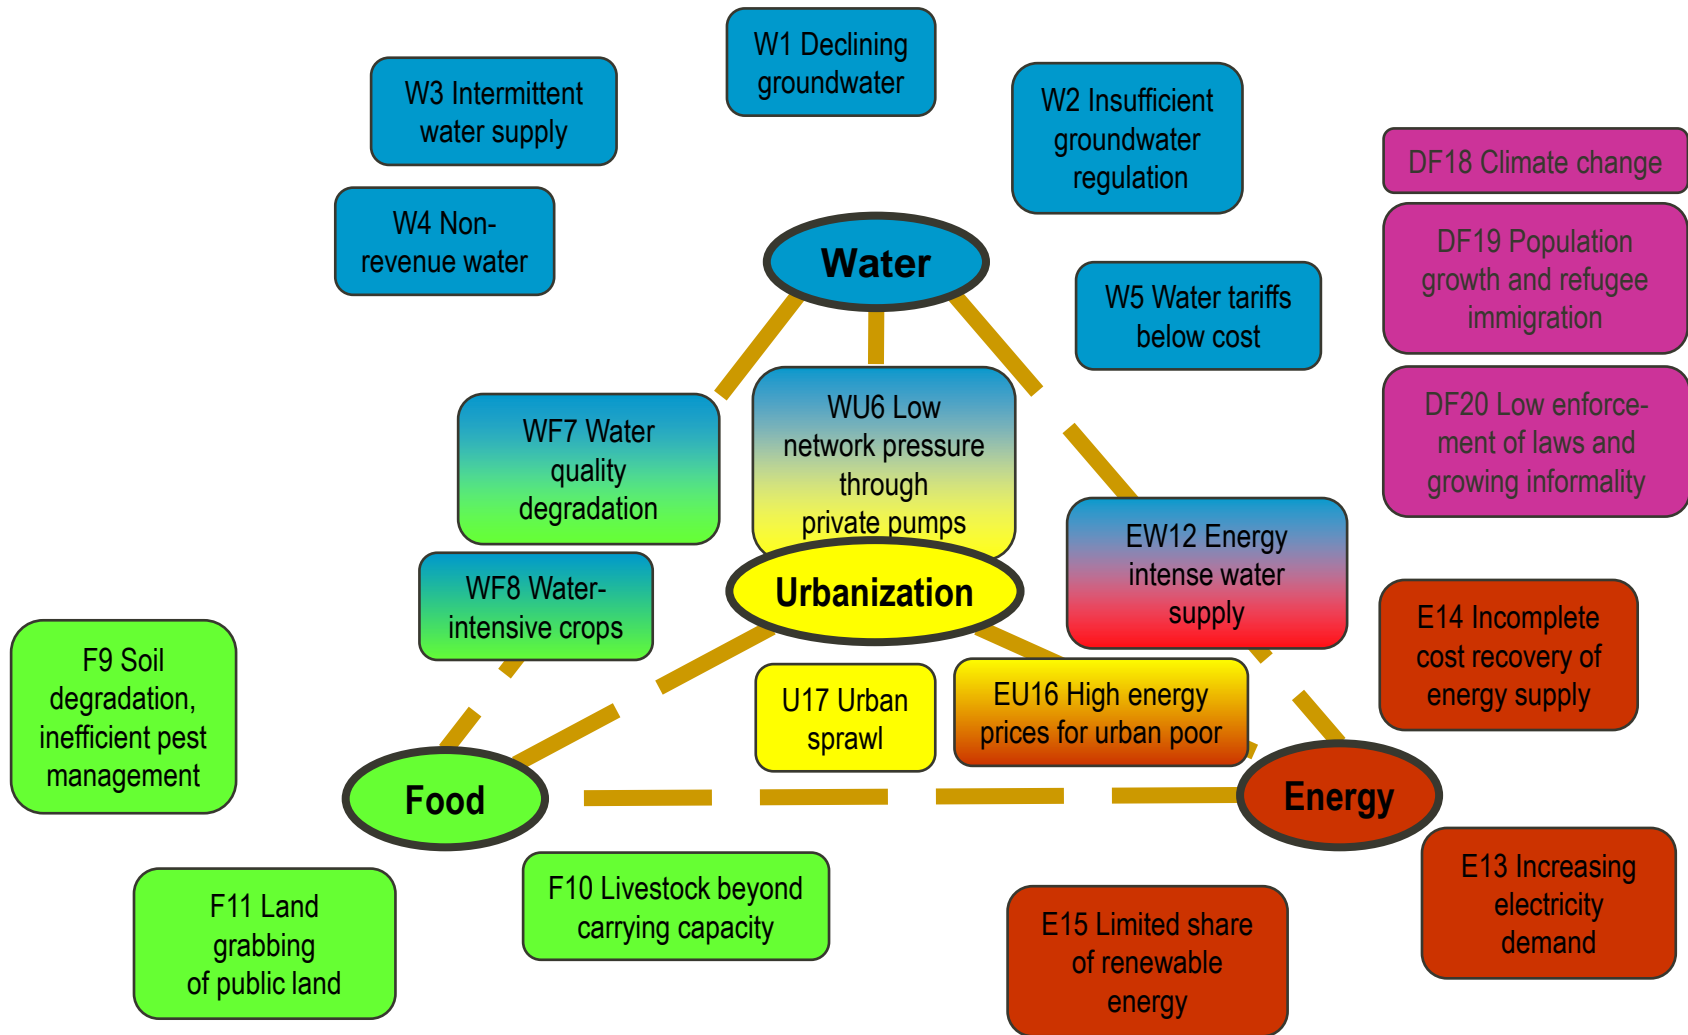 W1 Declining
groundwater
W3 Intermittent
water supply
W2 Insufficient
groundwater
regulation
DF18 Climate change
W4 Non-
revenue water
Water
DF19 Population
growth and refugee
immigration
W5 Water tariffs
below cost
WF7 Water
quality
degradation
WU6 Low
network pressure
through
private pumps
DF20 Low enforce-
ment of laws and
growing informality
EW12 Energy
intense water
supply
WF8 Water-
intensive crops
Urbanization
E14 Incomplete
cost recovery of
energy supply
F9 Soil
degradation,
inefficient pest
management
U17 Urban
sprawl
EU16 High energy
prices for urban poor
Food
Energy
F11 Land
grabbing
of public land
F10 Livestock beyond
carrying capacity
E15 Limited share
of renewable
energy
E13 Increasing
electricity
demand